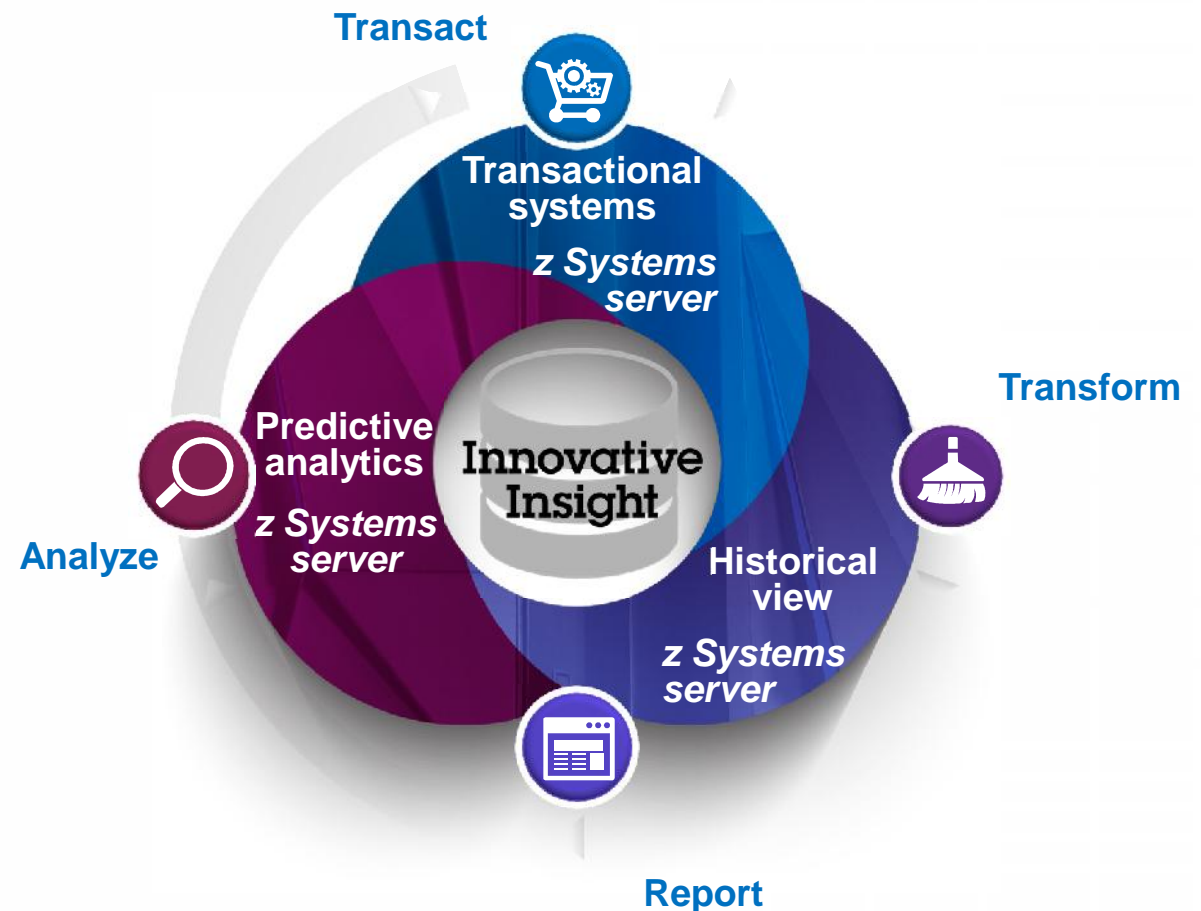 Transact
Transactional
systems
z Systems
server
Transform
Predictive
analytics
z Systems
server
Innovative
Insight
Analyze
Historical
view
z Systems
server
Report